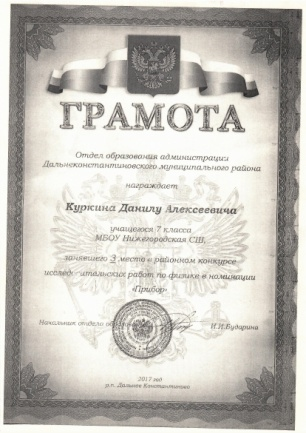 ГРАМОТА
Отдел образования администрации
Дальнеконстантиновского муниципального района
награждает
Куркина Данилу Алексеевича
учащегося 7 класса
МБОУ Нижегородская СШ,
занявшего 3 место в районном конкурсе
исследовательских работ по физике в номинации
«Прибор»
Начальник отдела образования И.И.Бударина
2017 год
р.п. Дальнее Константиново